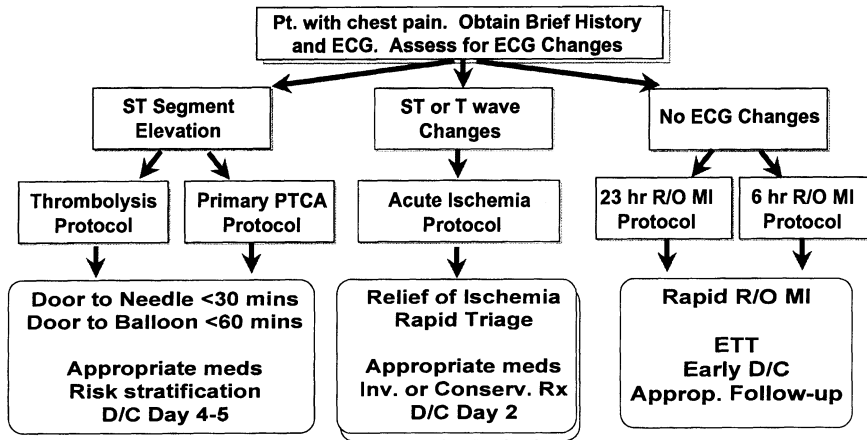 Pt. with chest pain. Obtain Brief History
and ECG. Assess for ECG Changes
ST Segment
Elevation
ST or T wave
Changes
No ECG Changes
Thrombolysis
Protocol
Primary PTCA
Protocol
Acute Ischemia
Protocol
23 hr R/O MI
Protocol
6 hr R/O MI
Protocol
Door to Needle <30 mins
Door to Balloon <60 mins
Appropriate meds
Risk stratification
D/C Day 4-5
Relief of Ischemia
Rapid Triage
Appropriate meds
Inv. or Conserv. Rx
D/C Day 2
Rapid R/O MI
ETT
Early D/C
Approp. Follow-up